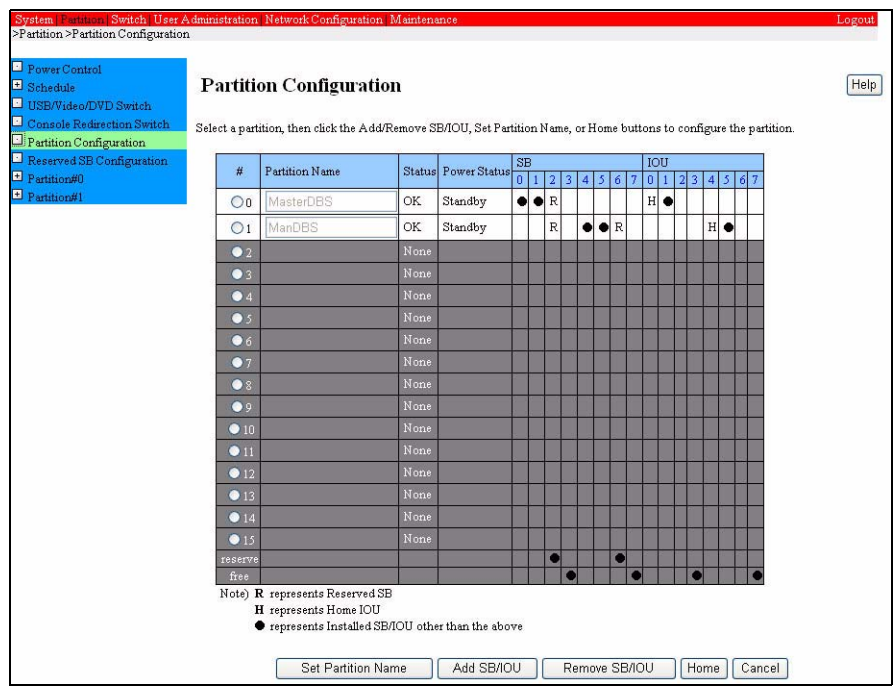 System | Partition | Switch | User Administration | Network Configuration | Maintenance Logout
>Partition >Partition Configuration
Power Control
Schedule
USB/Video/DVD Switch
Console Redirection Switch
Partition Configuration
Reserved SB Configuration
Partition#0
Partition#1
Partition Configuration
Help
Select a partition, then click the Add/Remove SB/IOU, Set Partition Name, or Home buttons to configure the partition.
# Partition Name Status Power Status SB IOU
0 1 2 3 4 5 6 7 0 1 2 3 4 5 6 7
0 MasterDBS OK Standby ● ● R H ●
1 ManDBS OK Standby R ● ● R H ●
2 None
3 None
4 None
5 None
6 None
7 None
8 None
9 None
10 None
11 None
12 None
13 None
14 None
15 None
reserve ● ●
free ● ● ● ●
Note) R represents Reserved SB
H represents Home IOU
● represents Installed SB/IOU other than the above
Set Partition Name Add SB/IOU Remove SB/IOU Home Cancel